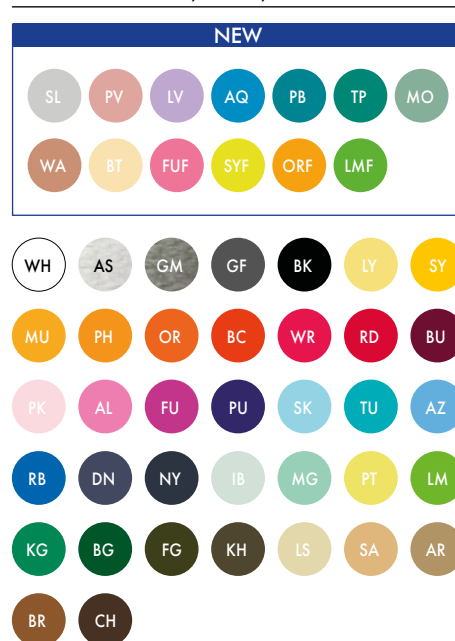 NEW
SL PV LV AQ PB TP MO
WA BT FUF SYF ORF LMF
WH AS GM GF BK LY SY
MU PH OR BC WR RD BU
PK AL FU PU SK TU AZ
RB DN NY IB MG PT LM
KG BG FG KH LS SA AR
BR CH